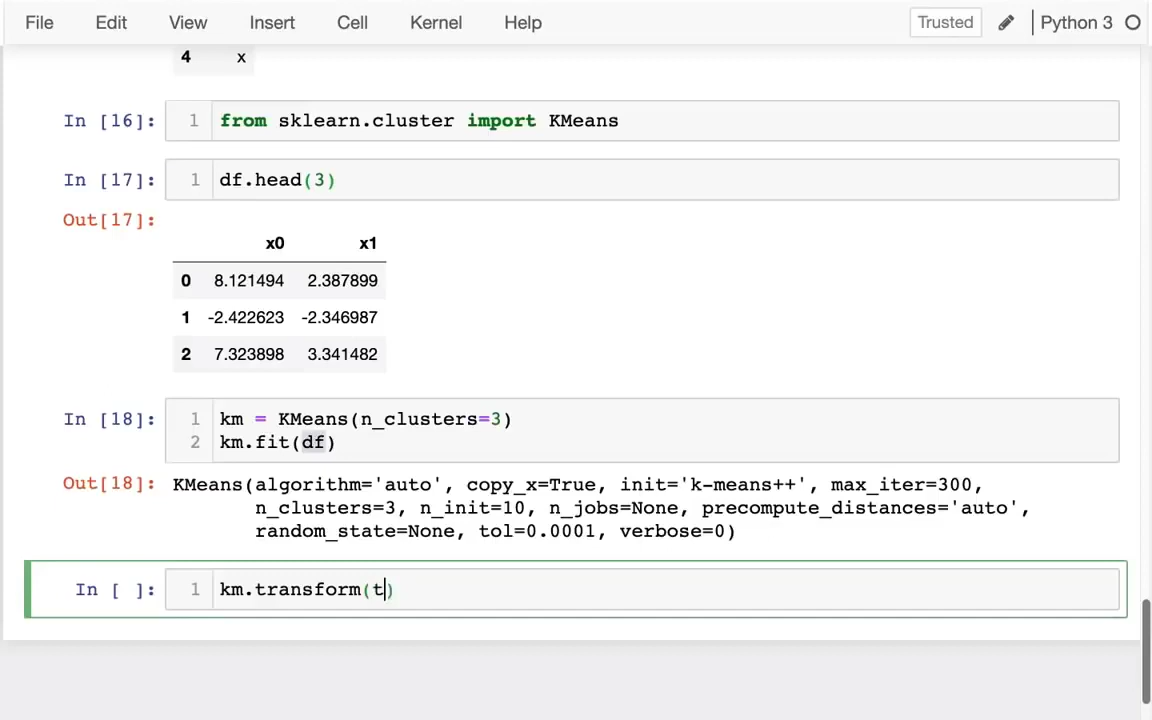 File Edit View Insert Cell Kernel Help Trusted Python 3
4 x
In [16]: 1 from sklearn.cluster import KMeans
In [17]: 1 df.head(3)
Out[17]:
x0 x1
0 8.121494 2.387899
1 -2.422623 -2.346987
2 7.323898 3.341482
In [18]: 1 km = KMeans(n_clusters=3)
2 km.fit(df)
Out[18]: KMeans(algorithm='auto', copy_x=True, init='k-means++', max_iter=300,
n_clusters=3, n_init=10, n_jobs=None, precompute_distances='auto',
random_state=None, tol=0.0001, verbose=0)
In [ ]: 1 km.transform(t)